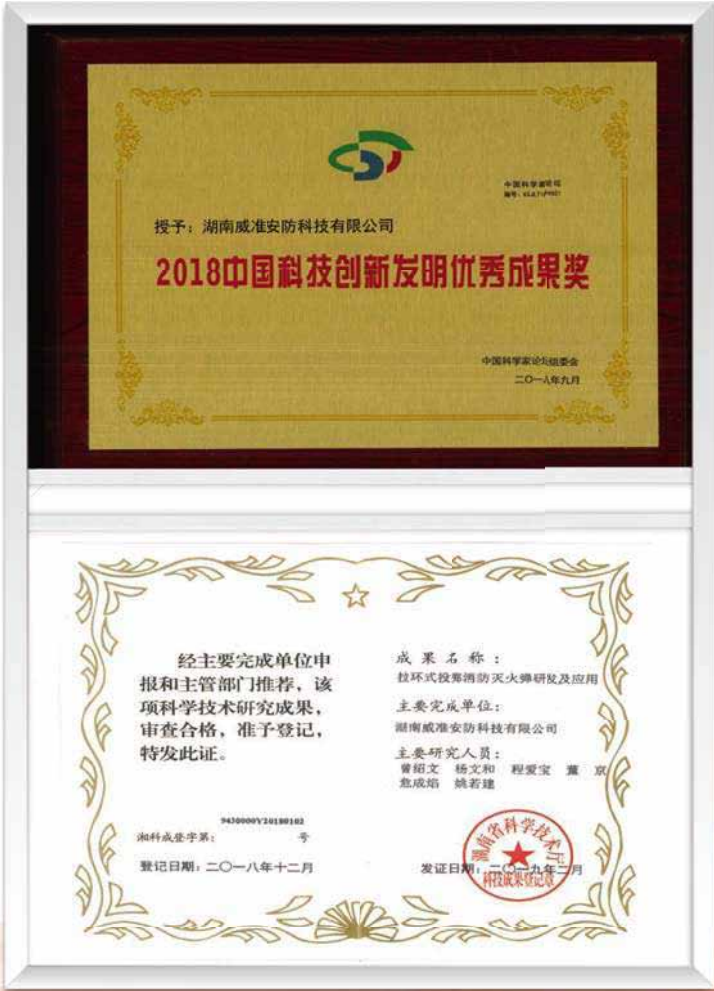 中国科学家论坛
授予：湖南威准安防科技有限公司
2018中国科技创新发明优秀成果奖
中国科学家论坛组委会
二〇一八年九月
经主要完成单位申
报和主管部门推荐，该
项科学技术研究成果，
审查合格，准予登记，
特发此证。
9430000Y20180102
湘科成登字第： 号
登记日期：二〇一八年十二月
成果名称：
拉环式投掷消防灭火弹研发及应用
主要完成单位：
湖南威准安防科技有限公司
主要研究人员：
曾绍文 杨文和 程爱宝 董京
危成焰 姚若建
发证日期：二〇一九年二月
湖南省科学技术厅
科技成果登记章